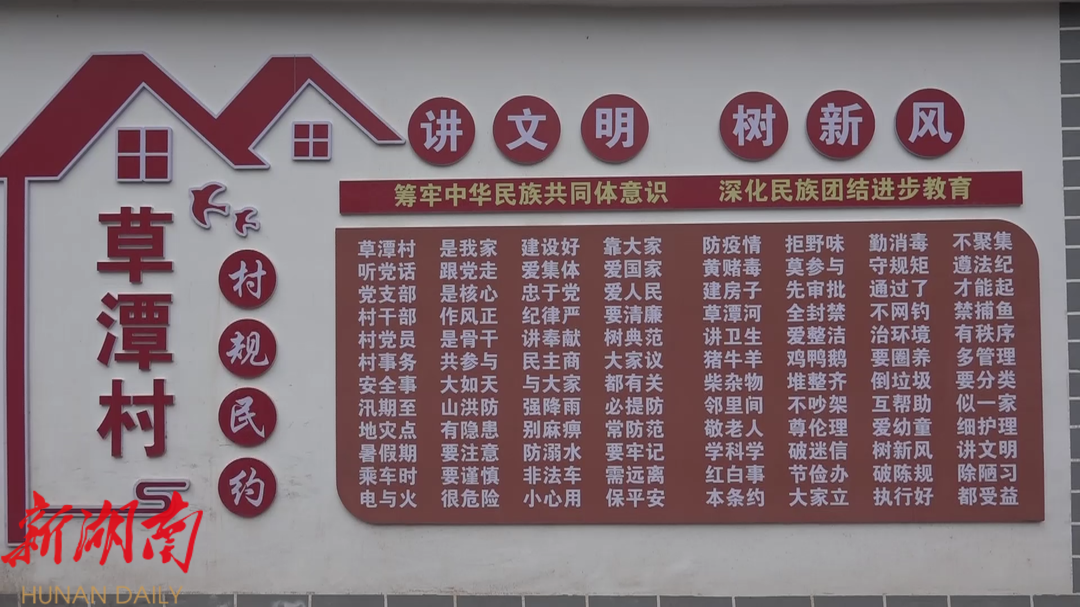 讲文明 树新风
筹牢中华民族共同体意识 深化民族团结进步教育
草潭村
村规民约
草潭村 是我家 建设好 靠大家
听党话 跟党走 爱集体 爱国家
党支部 是核心 忠于党 爱人民
村干部 作风正 纪律严 要清廉
村党员 是骨干 讲奉献 树典范
村事务 共参与 民主商 大家议
安全事 大如天 与大家 都有关
汛期至 山洪防 强降雨 必提防
地灾点 有隐患 别麻痹 常防范
暑假期 要注意 防溺水 要牢记
乘车时 要谨慎 非法车 需远离
电与火 很危险 小心用 保平安
防疫情 拒野味 勤消毒 不聚集
黄赌毒 莫参与 守规矩 遵法纪
建房子 先审批 通过了 才能起
草潭河 全封禁 不网钓 禁捕鱼
讲卫生 爱整洁 治环境 有秩序
猪牛羊 鸡鸭鹅 要圈养 多管理
柴杂物 堆整齐 倒垃圾 要分类
邻里间 不吵架 互帮助 似一家
敬老人 尊伦理 爱幼童 细护理
学科学 破迷信 树新风 讲文明
红白事 节俭办 破陈规 除陋习
本条约 大家立 执行好 都受益
新湖南
HUNAN DAILY